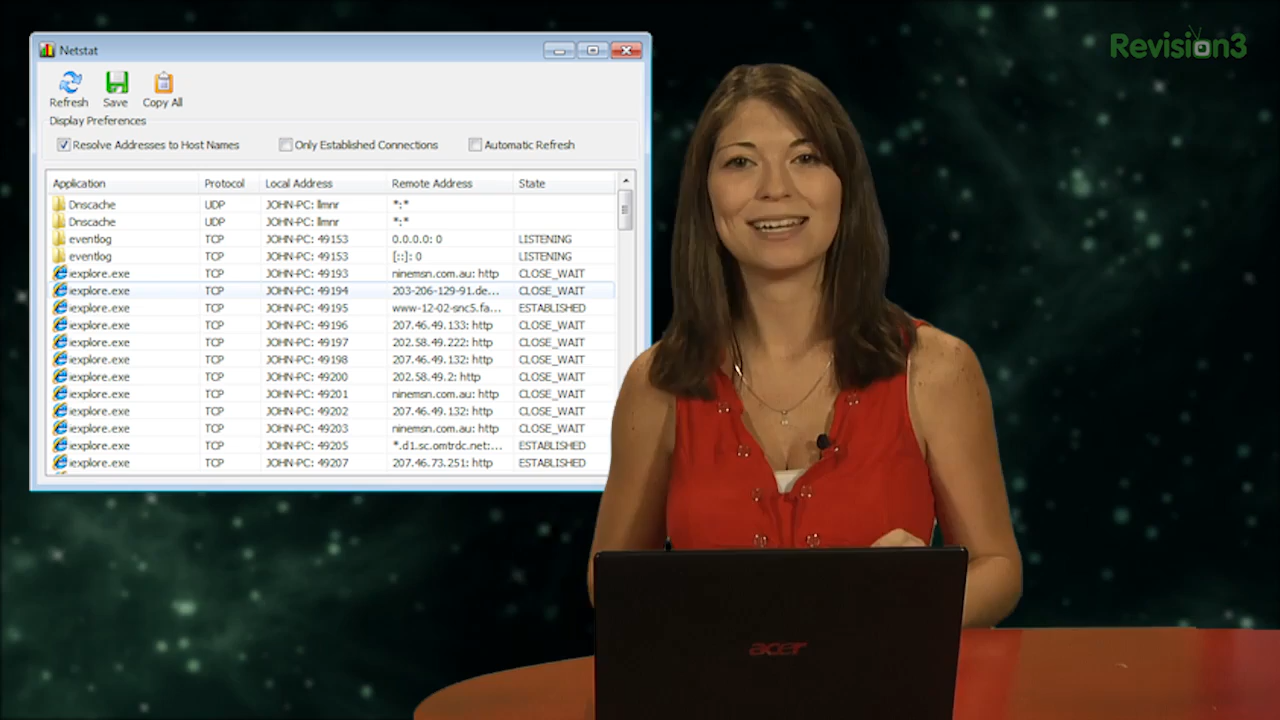 Revision3
Netstat
Refresh Save Copy All
Display Preferences
Resolve Addresses to Host Names Only Established Connections Automatic Refresh
Application Protocol Local Address Remote Address State
Dnscache UDP JOHN-PC: llmnr *:*
Dnscache UDP JOHN-PC: llmnr *:*
eventlog TCP JOHN-PC: 49153 0.0.0.0: 0 LISTENING
eventlog TCP JOHN-PC: 49153 [::]: 0 LISTENING
iexplore.exe TCP JOHN-PC: 49193 ninemsn.com.au: http CLOSE_WAIT
iexplore.exe TCP JOHN-PC: 49194 203-206-129-91.de... CLOSE_WAIT
iexplore.exe TCP JOHN-PC: 49195 www-12-02-snc5.fa... ESTABLISHED
iexplore.exe TCP JOHN-PC: 49196 207.46.49.133: http CLOSE_WAIT
iexplore.exe TCP JOHN-PC: 49197 202.58.49.222: http CLOSE_WAIT
iexplore.exe TCP JOHN-PC: 49198 207.46.49.132: http CLOSE_WAIT
iexplore.exe TCP JOHN-PC: 49200 202.58.49.2: http CLOSE_WAIT
iexplore.exe TCP JOHN-PC: 49201 ninemsn.com.au: http CLOSE_WAIT
iexplore.exe TCP JOHN-PC: 49202 207.46.49.132: http CLOSE_WAIT
iexplore.exe TCP JOHN-PC: 49203 ninemsn.com.au: http CLOSE_WAIT
iexplore.exe TCP JOHN-PC: 49205 *.d1.sc.omtrdc.net:... ESTABLISHED
iexplore.exe TCP JOHN-PC: 49207 207.46.73.251: http ESTABLISHED
acer